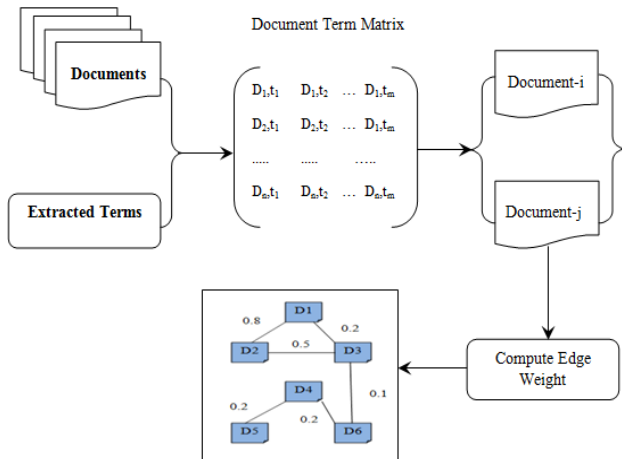 Document Term Matrix
Documents
Extracted Terms
D1,t1 D1,t2 ... D1,tm
D2,t1 D2,t2 ... D1,tm
..... ..... .....
Dn,t1 Dn,t2 ... Dn,tm
Document-i
Document-j
Compute Edge
Weight
D1
0.8 0.2
D2 0.5 D3
D4 0.1
0.2 0.2
D5 D6